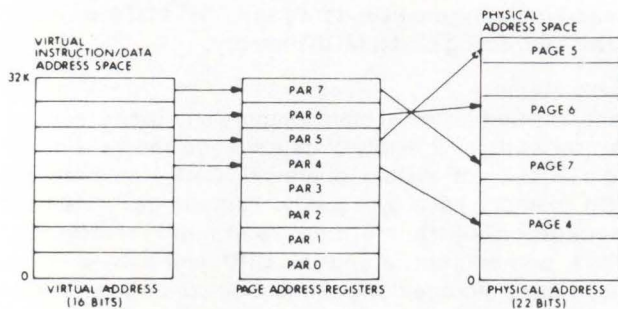 VIRTUAL
INSTRUCTION/DATA
ADDRESS SPACE
32K
0
VIRTUAL ADDRESS
(16 BITS)
PAR 7
PAR 6
PAR 5
PAR 4
PAR 3
PAR 2
PAR 1
PAR 0
PAGE ADDRESS REGISTERS
PHYSICAL
ADDRESS SPACE
PAGE 5
PAGE 6
PAGE 7
PAGE 4
0
PHYSICAL ADDRESS
(22 BITS)